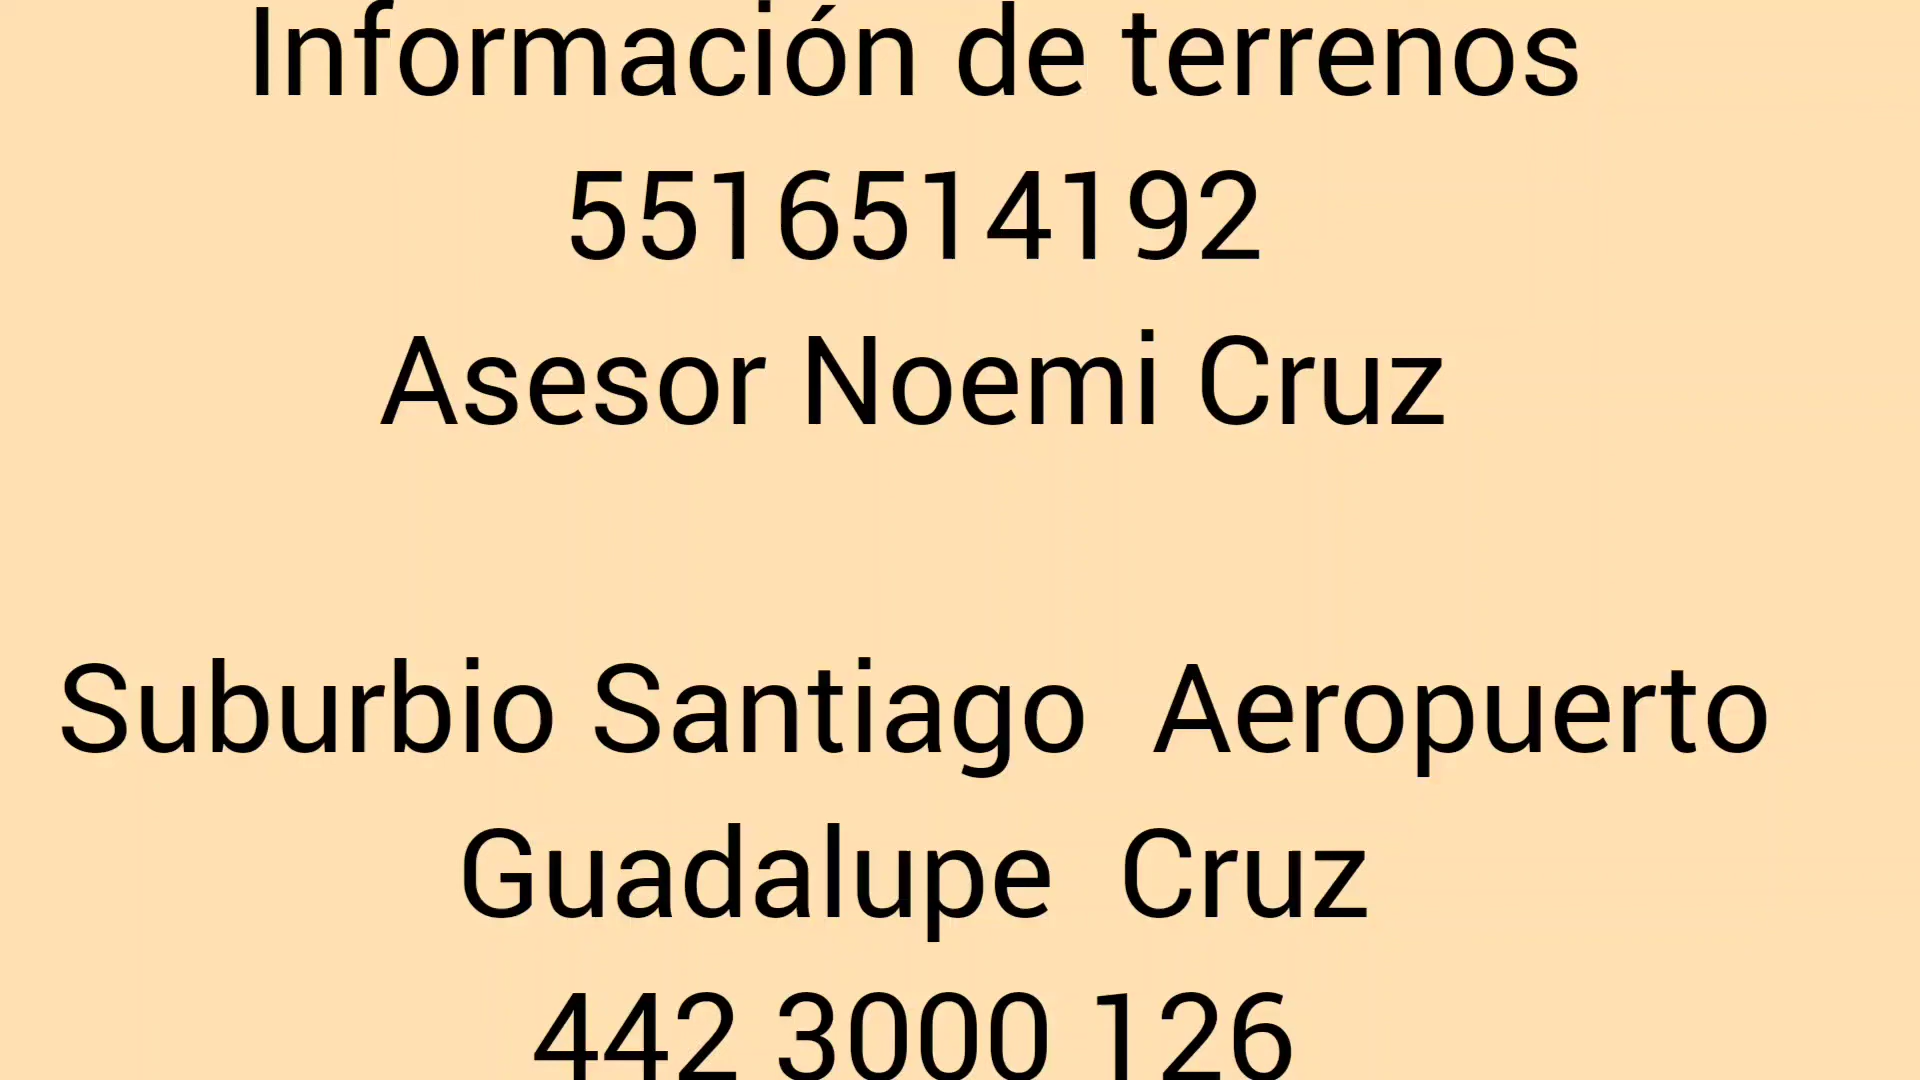 Información de terrenos
5516514192
Asesor Noemi Cruz
Suburbio Santiago  Aeropuerto
Guadalupe  Cruz
442 3000 126